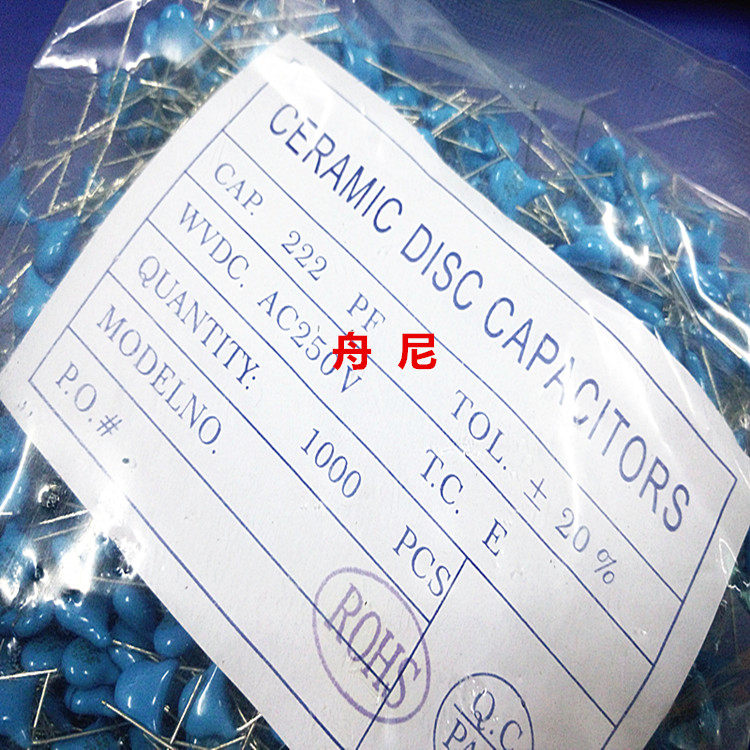 CERAMIC DISC CAPACITORS
CAP. 222 PF TOL. ± 20%
WVDC. AC250V T.C. E
QUANTITY: 1000 PCS
MODELNO.
P.O.#
舟 尼
ROHS
Q.C